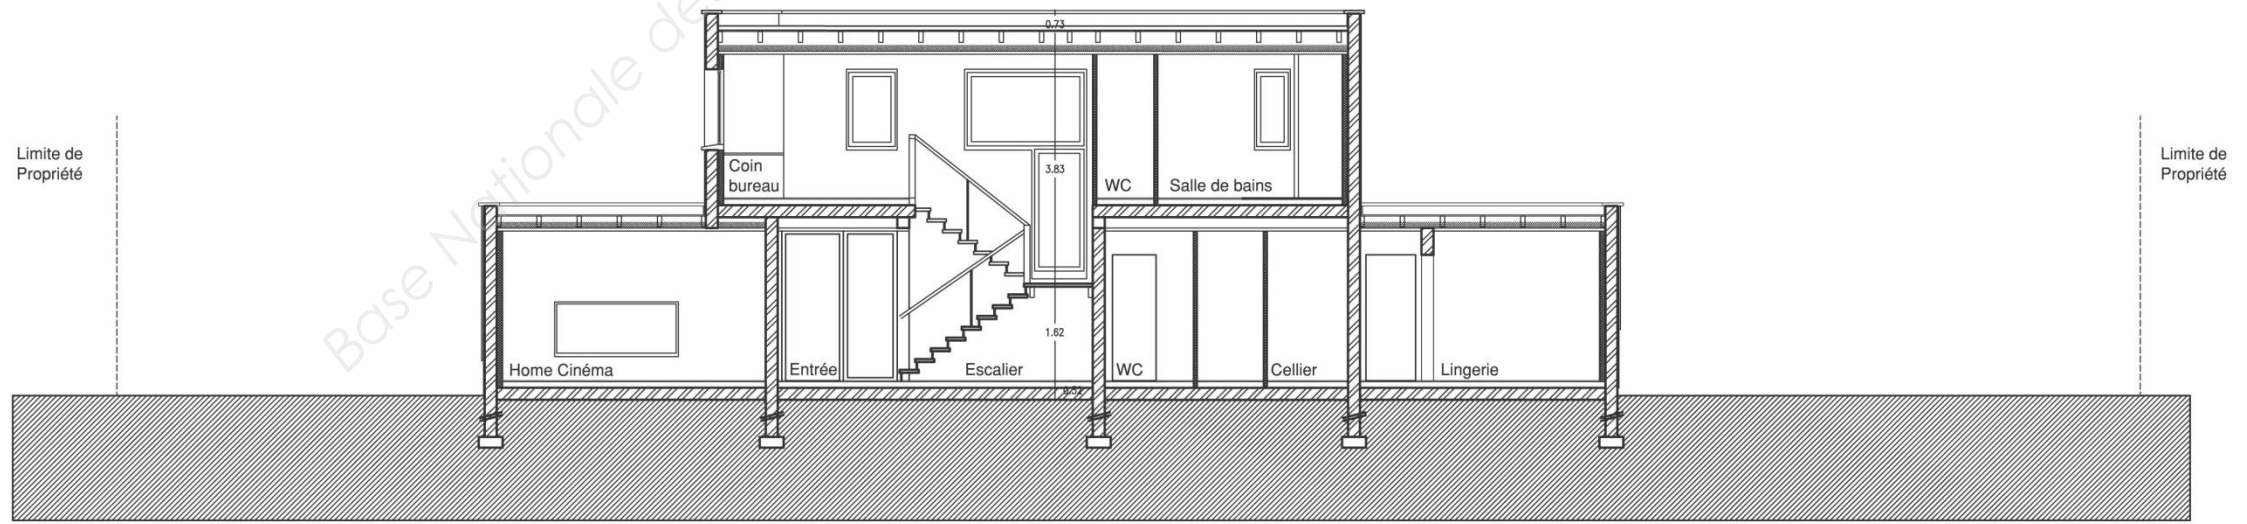 0.73
Base Nationale de
Limite de
Propriété
Limite de
Propriété
Coin
bureau
3.83
WC
Salle de bains
1.62
Home Cinéma
Entrée
Escalier
WC
Cellier
Lingerie